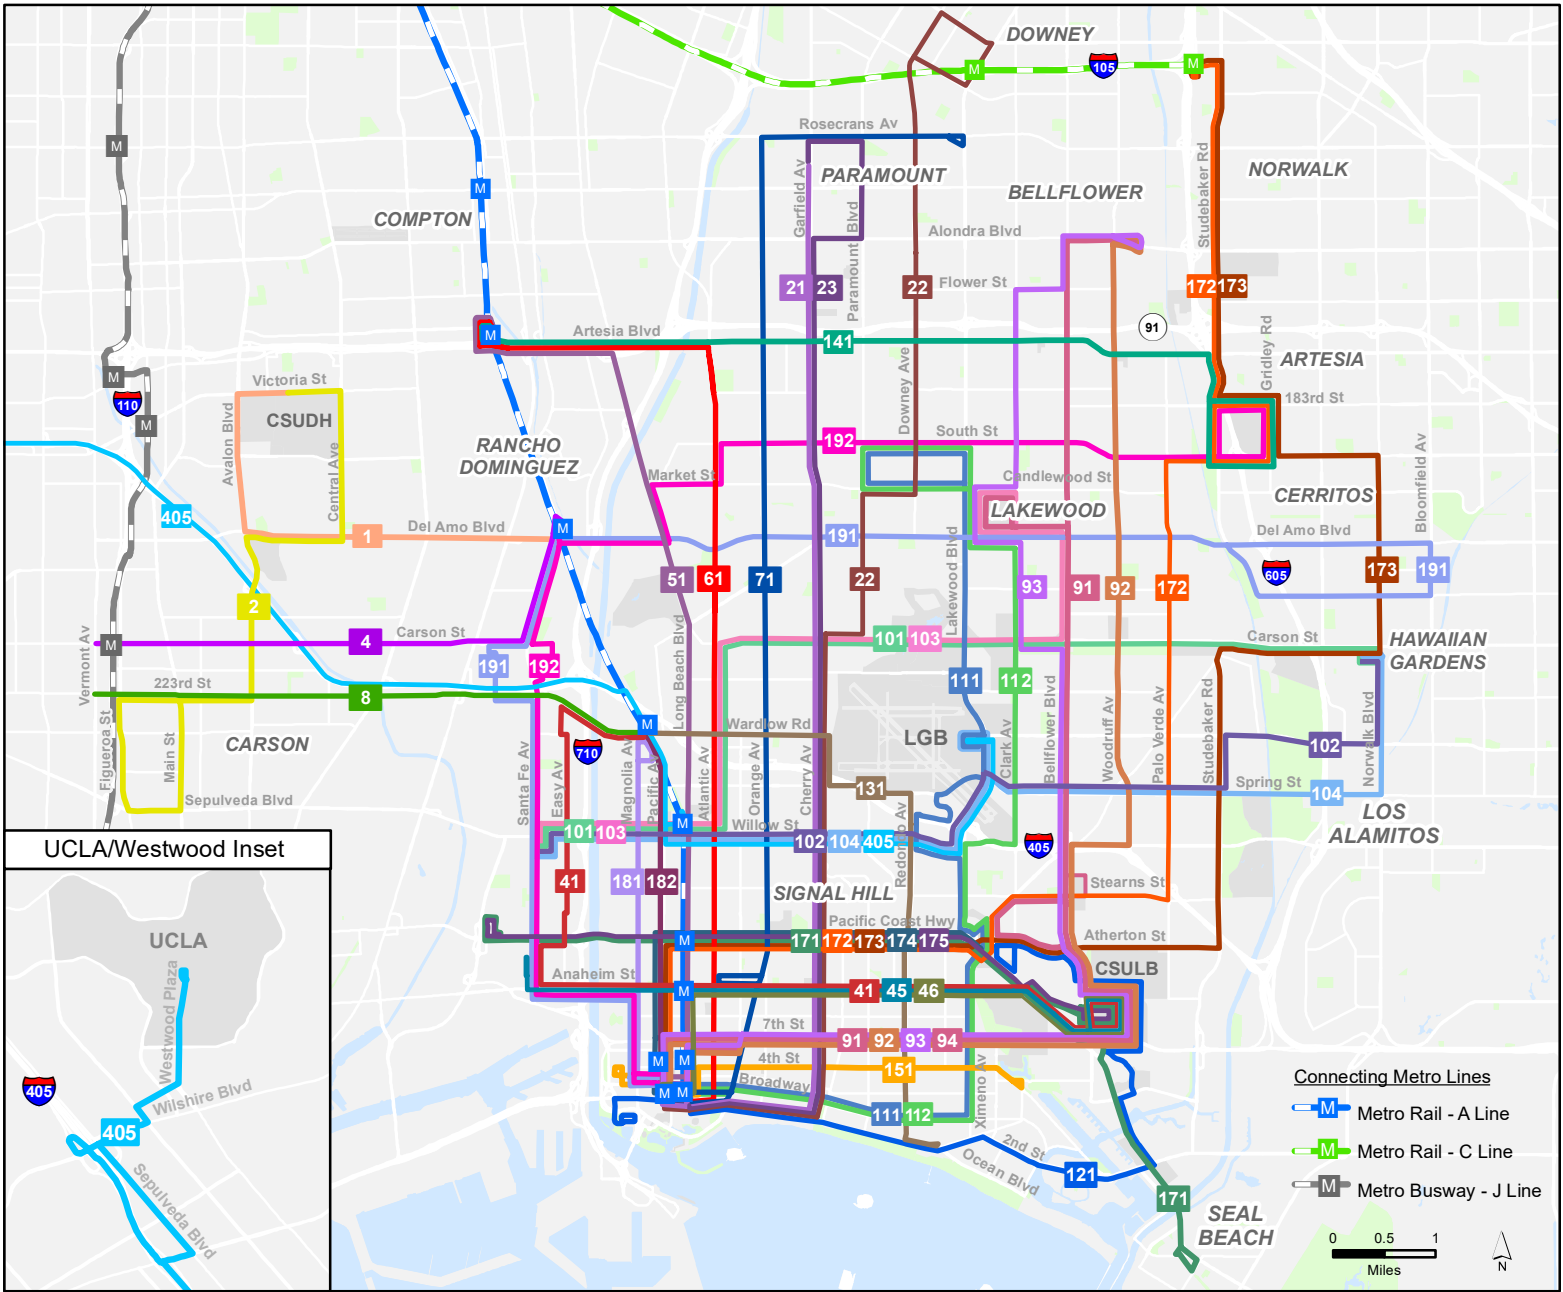 DOWNEY
M
105
M
Rosecrans Av
M
NORWALK
PARAMOUNT
BELLFLOWER
Studebaker Rd
M
COMPTON
Garfield Av
Paramount Blvd
Alondra Blvd
21 23
22
Flower St
172 173
M
Artesia Blvd
141
91
Gridley Rd
ARTESIA
M
Victoria St
110
Downey Ave
183rd St
CSUDH
Avalon Blvd
Central Ave
M
RANCHO
DOMINGUEZ
192
South St
Bloomfield Av
Market St
Candlewood St
CERRITOS
LAKEWOOD
405
1
Del Amo Blvd
M
191
Lakewood Blvd
Del Amo Blvd
51
61
71
22
93
91
92
172
605
173
191
2
Vermont Av
M
4
Carson St
101 103
Carson St
HAWAIIAN
GARDENS
191
192
Long Beach Blvd
223rd St
8
111
112
Bellflower Blvd
Woodruff Av
Palo Verde Av
Studebaker Rd
Norwalk Blvd
Figueroa St
Main St
CARSON
M
710
Wardlow Rd
LGB
Clark Av
102
Santa Fe Av
Easy Av
Magnolia Av
Pacific Av
Atlantic Av
Orange Av
Cherry Av
Spring St
104
Sepulveda Blvd
131
LOS
ALAMITOS
101 103
M
Willow St
102 104 405
Redondo Av
405
41
181 182
SIGNAL HILL
Stearns St
Pacific Coast Hwy
M
171 172 173 174 175
Atherton St
Anaheim St
M
41 45 46
CSULB
7th St
91 92 93 94
M
M
4th St
151
Broadway
M
M
111 112
Ximeno Av
2nd St
Ocean Blvd
121
171
SEAL
BEACH
UCLA/Westwood Inset
UCLA
Westwood Plaza
405
Wilshire Blvd
405
Sepulveda Blvd
Connecting Metro Lines
M Metro Rail - A Line
M Metro Rail - C Line
M Metro Busway - J Line
0 0.5 1
Miles
N